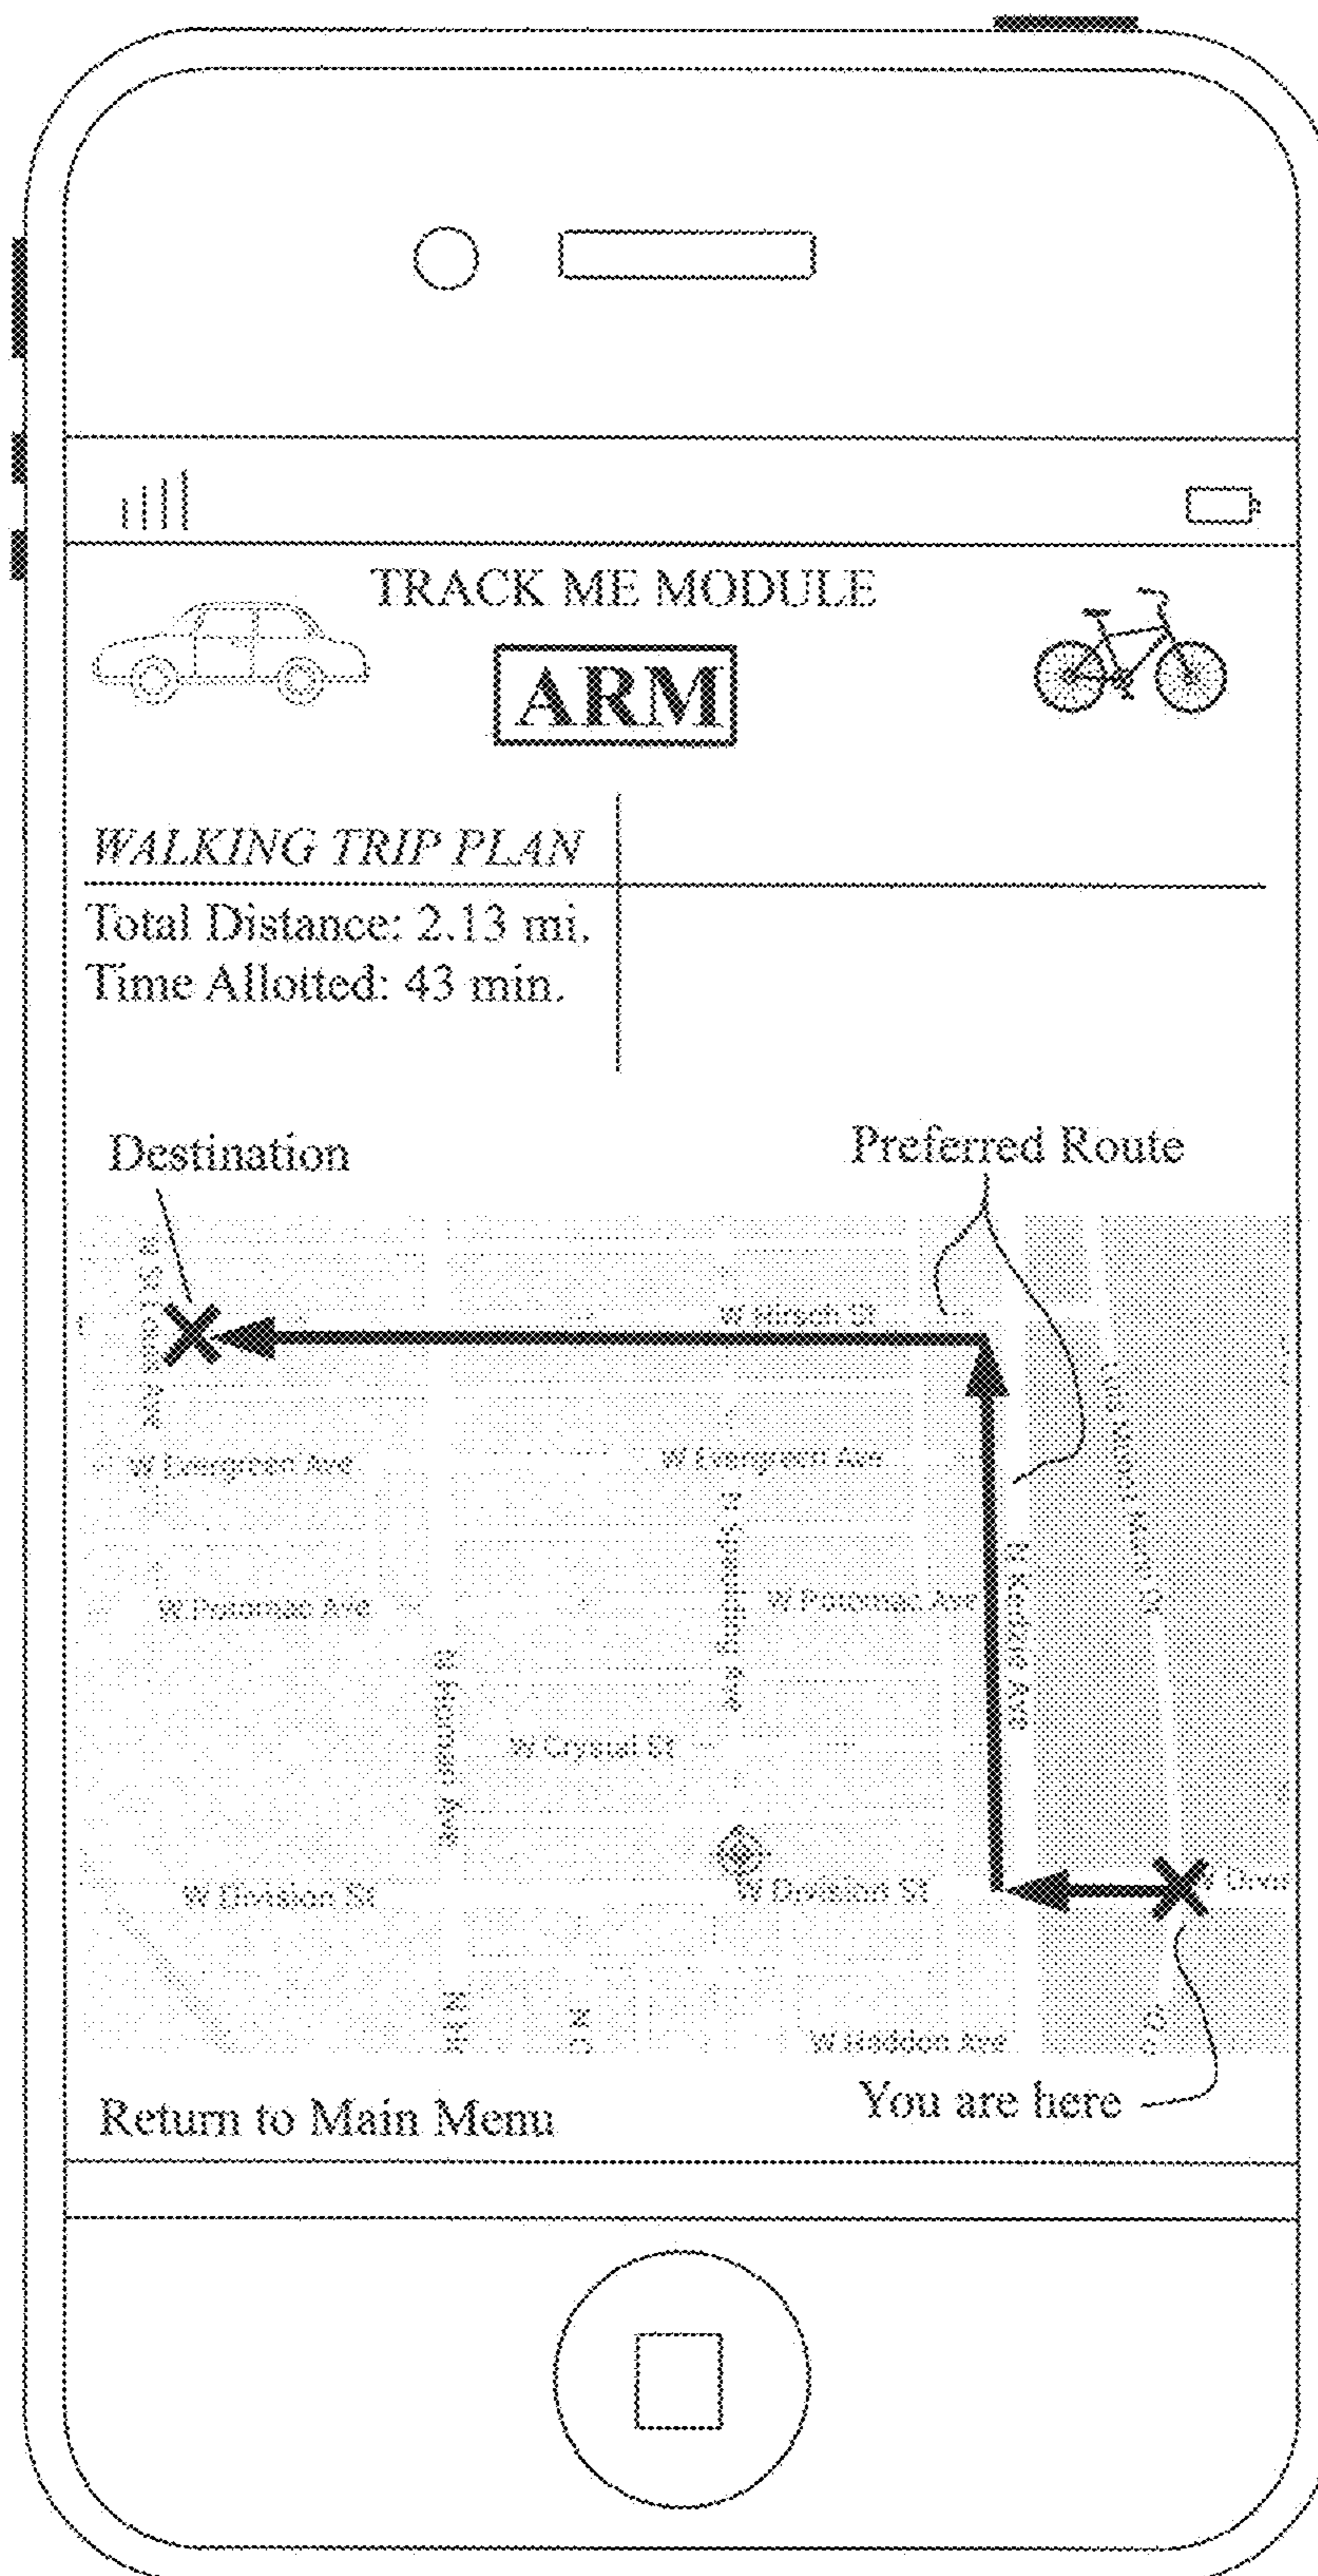 TRACK ME MODULE
ARM
WALKING TRIP PLAN
Total Distance: 2.13 mi.
Time Allotted: 43 min.
Destination
Preferred Route
W Hirsch St
W Evergreen Ave
W Evergreen Ave
W Potomac Ave
W Potomac Ave
W Crystal St
W Division St
W Division St
W Haddon Ave
You are here
Return to Main Menu